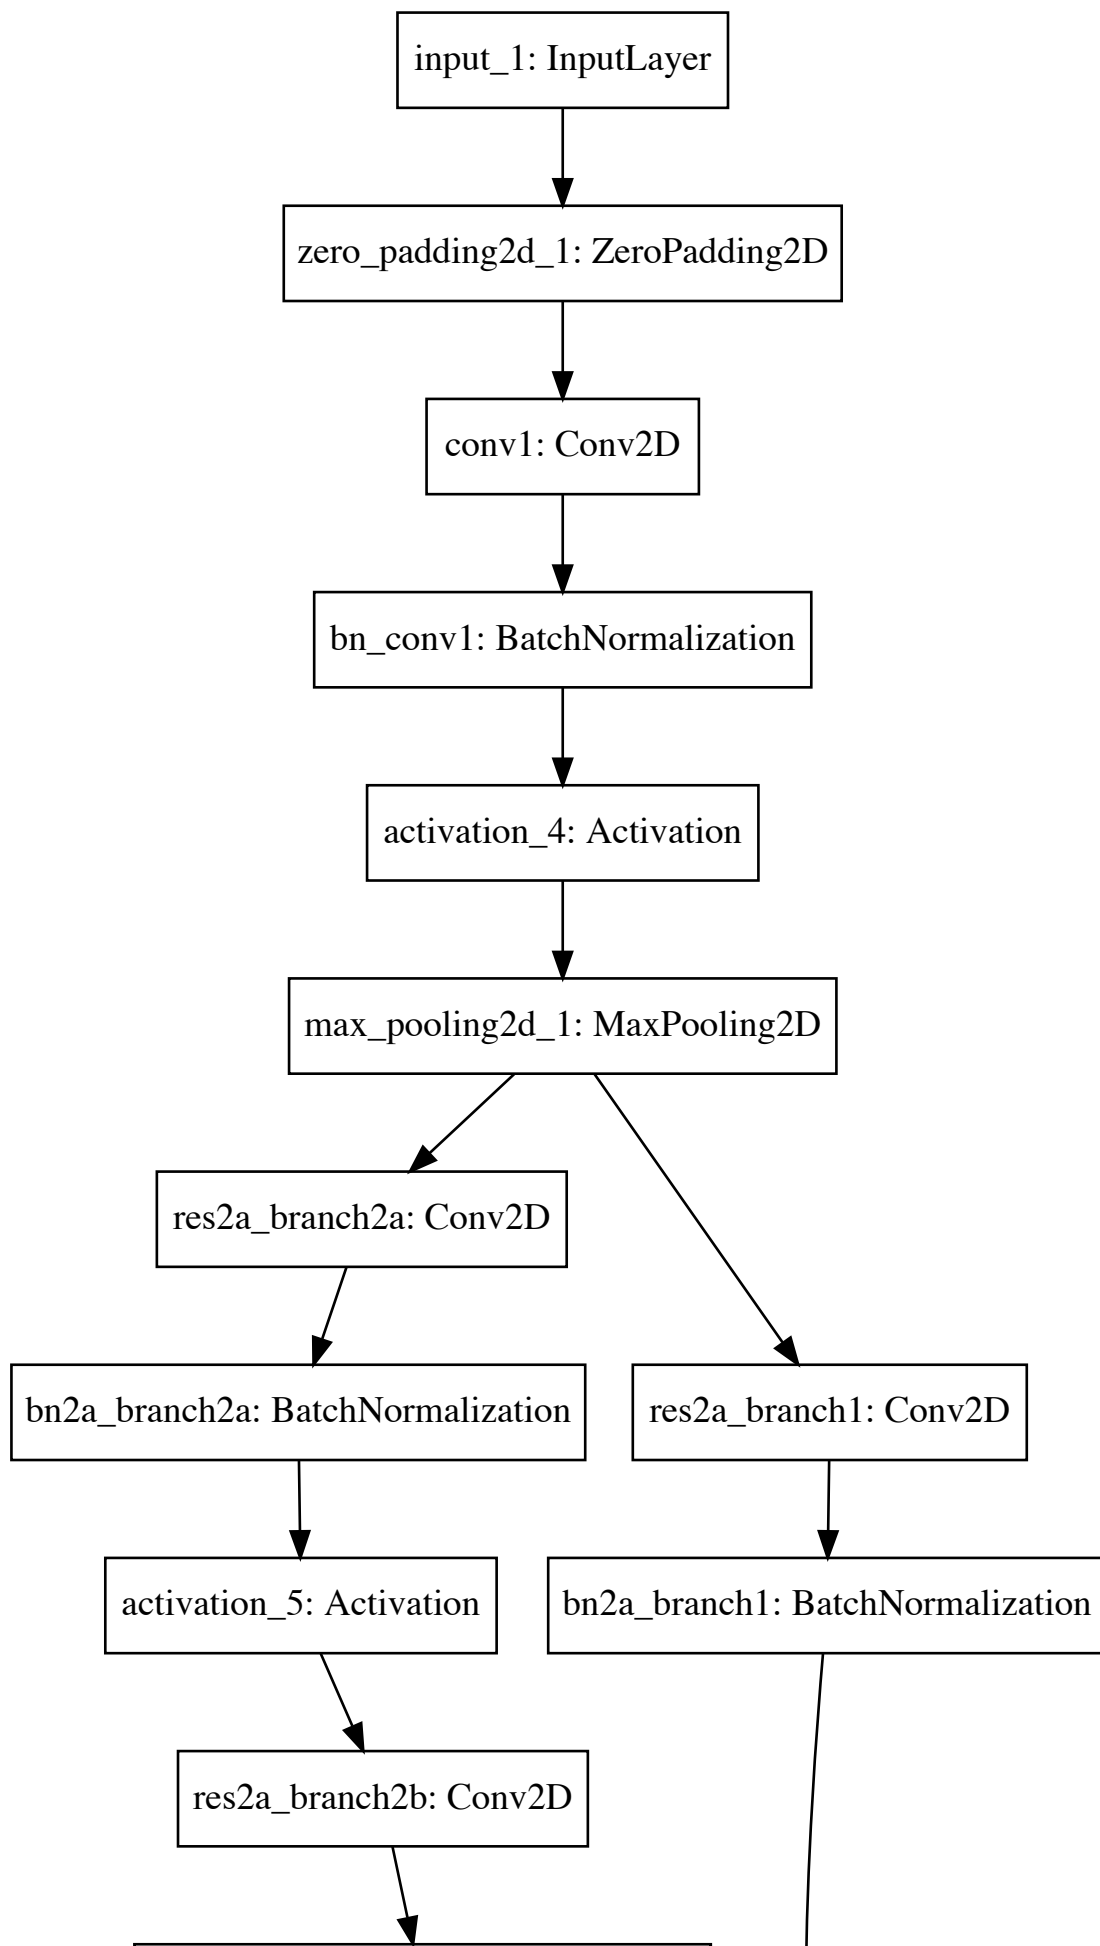 input_1: InputLayer
zero_padding2d_1: ZeroPadding2D
conv1: Conv2D
bn_conv1: BatchNormalization
activation_4: Activation
max_pooling2d_1: MaxPooling2D
res2a_branch2a: Conv2D
bn2a_branch2a: BatchNormalization
res2a_branch1: Conv2D
activation_5: Activation
bn2a_branch1: BatchNormalization
res2a_branch2b: Conv2D